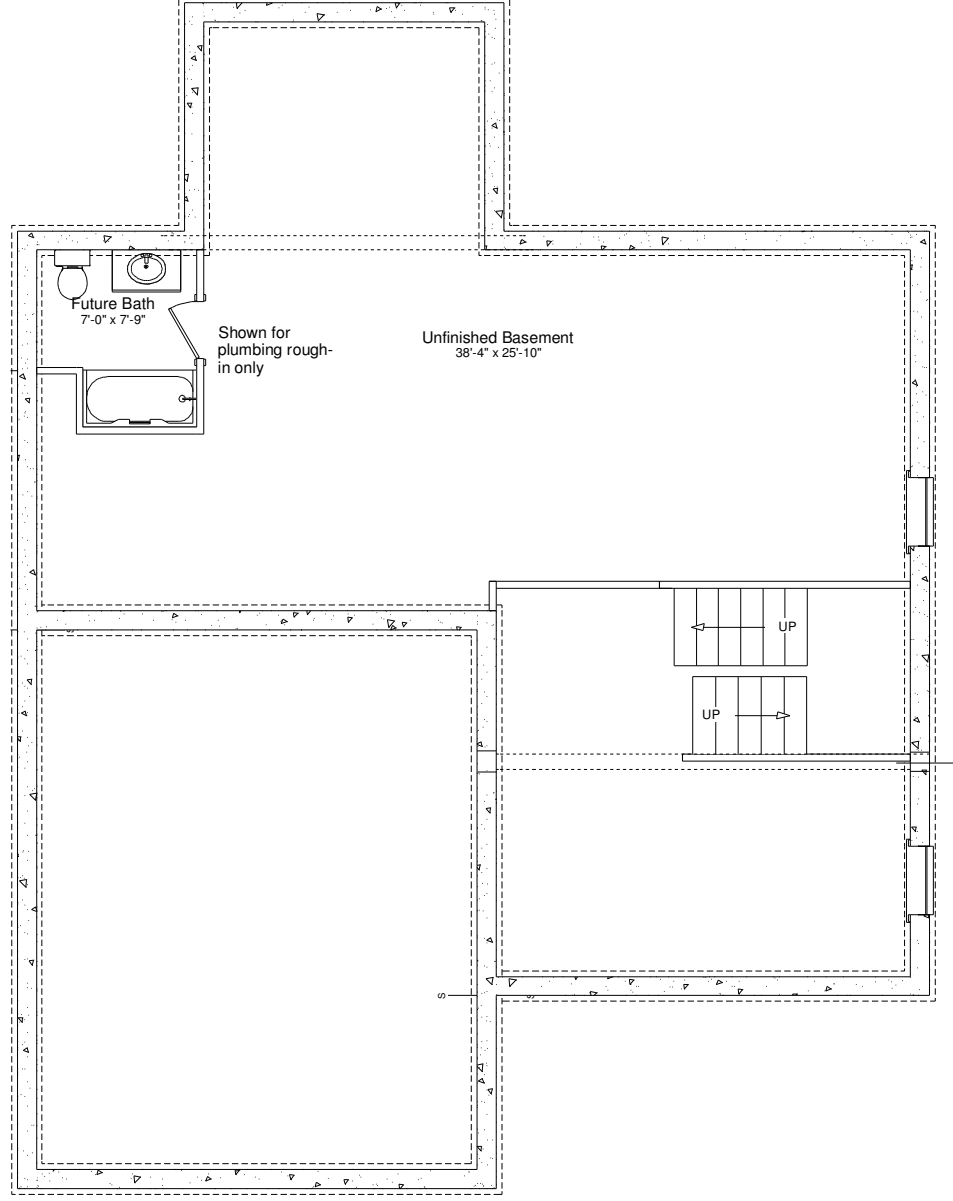 Future Bath
7'-0" x 7'-9"
Shown for
plumbing rough-
in only
Unfinished Basement
38'-4" x 25'-10"
UP
UP
S
S
S